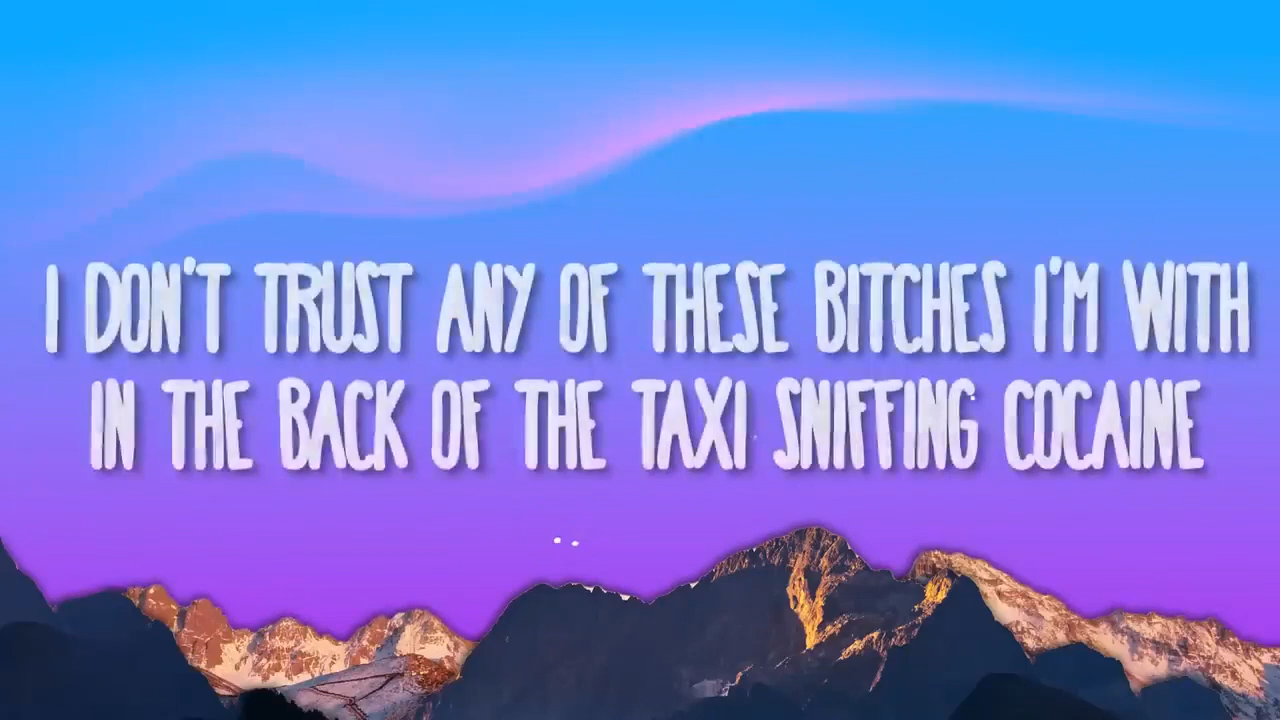 I DON'T TRUST ANY OF THESE BITCHES I'M WITH
IN THE BACK OF THE TAXI SNIFFING COCAINE